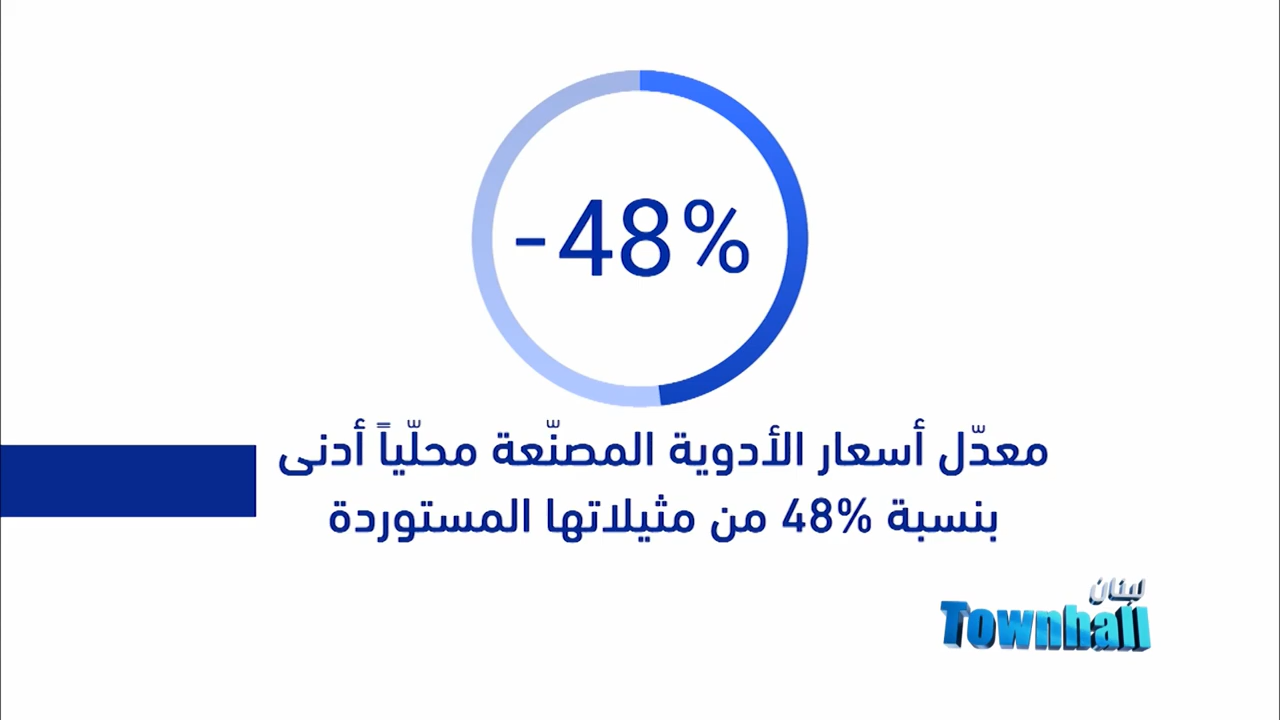 -48%
معدّل أسعار الأدوية المصنّعة محلّياً أدنى
بنسبة 48% من مثيلاتها المستوردة
لبنان
Townhall